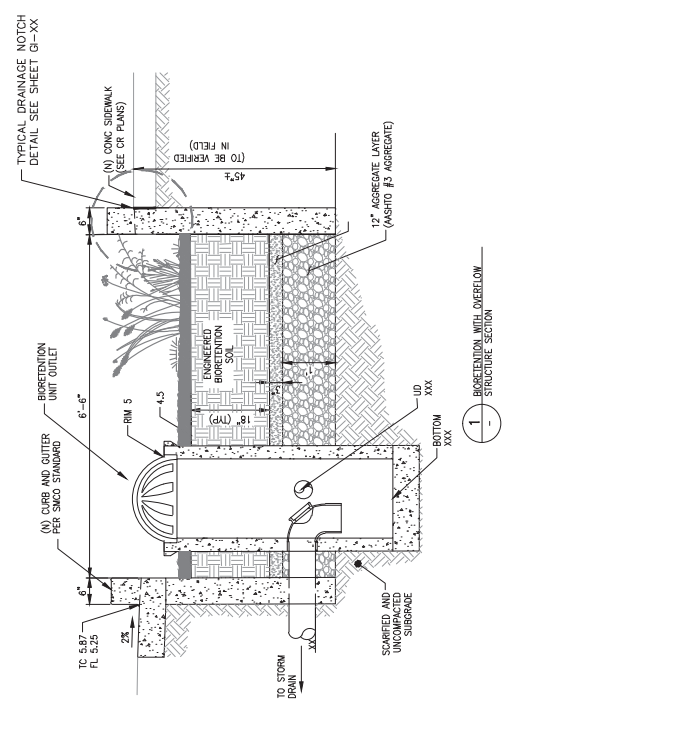 TYPICAL DRAINAGE NOTCH
DETAIL SEE SHEET GI-XX
(N) CONC SIDEWALK
(SEE CR PLANS)
45"±
(TO BE VERIFIED
IN FIELD)
6"
6'-6"
6"
BIORETENTION
UNIT OUTLET
(N) CURB AND GUTTER
PER SMCO STANDARD
RIM 5
4.5
TC 5.87
FL 5.25
2%
ENGINEERED
BIORETENTION
SOIL
18" (TYP)
12" AGGREGATE LAYER
(AASHTO #3 AGGREGATE)
UD
XXX
BOTTOM
XXX
SCARIFIED AND
UNCOMPACTED
SUBGRADE
TO STORM
DRAIN
XX
1
-
BIORETENTION WITH OVERFLOW
STRUCTURE SECTION